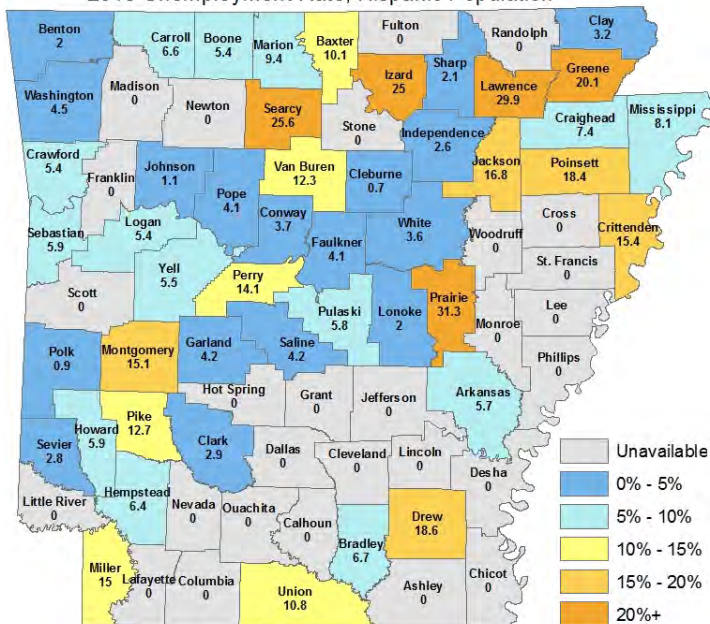 Unemployment Rate, Hispanic Population
Benton
2
Carroll
6.6
Boone
5.4
Marion
9.4
Baxter
10.1
Fulton
0
Randolph
0
Clay
3.2
Washington
4.5
Madison
0
Newton
0
Searcy
25.6
Stone
0
Izard
25
Sharp
2.1
Lawrence
29.9
Greene
20.1
Independence
2.6
Craighead
7.4
Mississippi
8.1
Crawford
5.4
Franklin
0
Johnson
1.1
Pope
4.1
Van Buren
12.3
Cleburne
0.7
Jackson
16.8
Poinsett
18.4
Sebastian
5.9
Logan
5.4
Conway
3.7
Faulkner
4.1
White
3.6
Woodruff
0
Cross
0
Crittenden
15.4
St. Francis
0
Scott
0
Yell
5.5
Perry
14.1
Pulaski
5.8
Lonoke
2
Prairie
31.3
Monroe
0
Lee
0
Phillips
0
Polk
0.9
Montgomery
15.1
Garland
4.2
Saline
4.2
Hot Spring
0
Grant
0
Jefferson
0
Arkansas
5.7
Sevier
2.8
Howard
5.9
Pike
12.7
Clark
2.9
Dallas
0
Cleveland
0
Lincoln
0
Desha
0
Little River
0
Hempstead
6.4
Nevada
0
Ouachita
0
Calhoun
0
Bradley
6.7
Drew
18.6
Miller
15
Lafayette
0
Columbia
0
Union
10.8
Ashley
0
Chicot
0
Unavailable
0% - 5%
5% - 10%
10% - 15%
15% - 20%
20%+